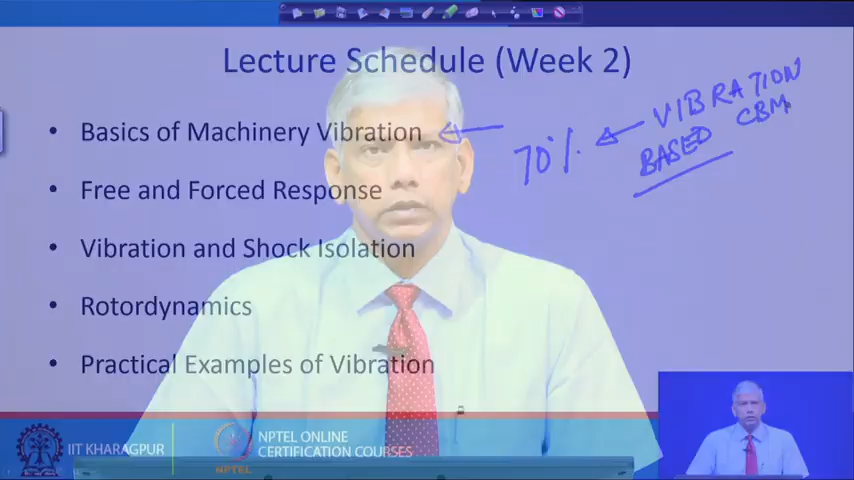 Lecture Schedule (Week 2)
• Basics of Machinery Vibration
70%
VIBRATION
BASED CBM
• Free and Forced Response
• Vibration and Shock Isolation
• Rotordynamics
• Practical Examples of Vibration
IIT KHARAGPUR
NPTEL
NPTEL ONLINE
CERTIFICATION COURSES